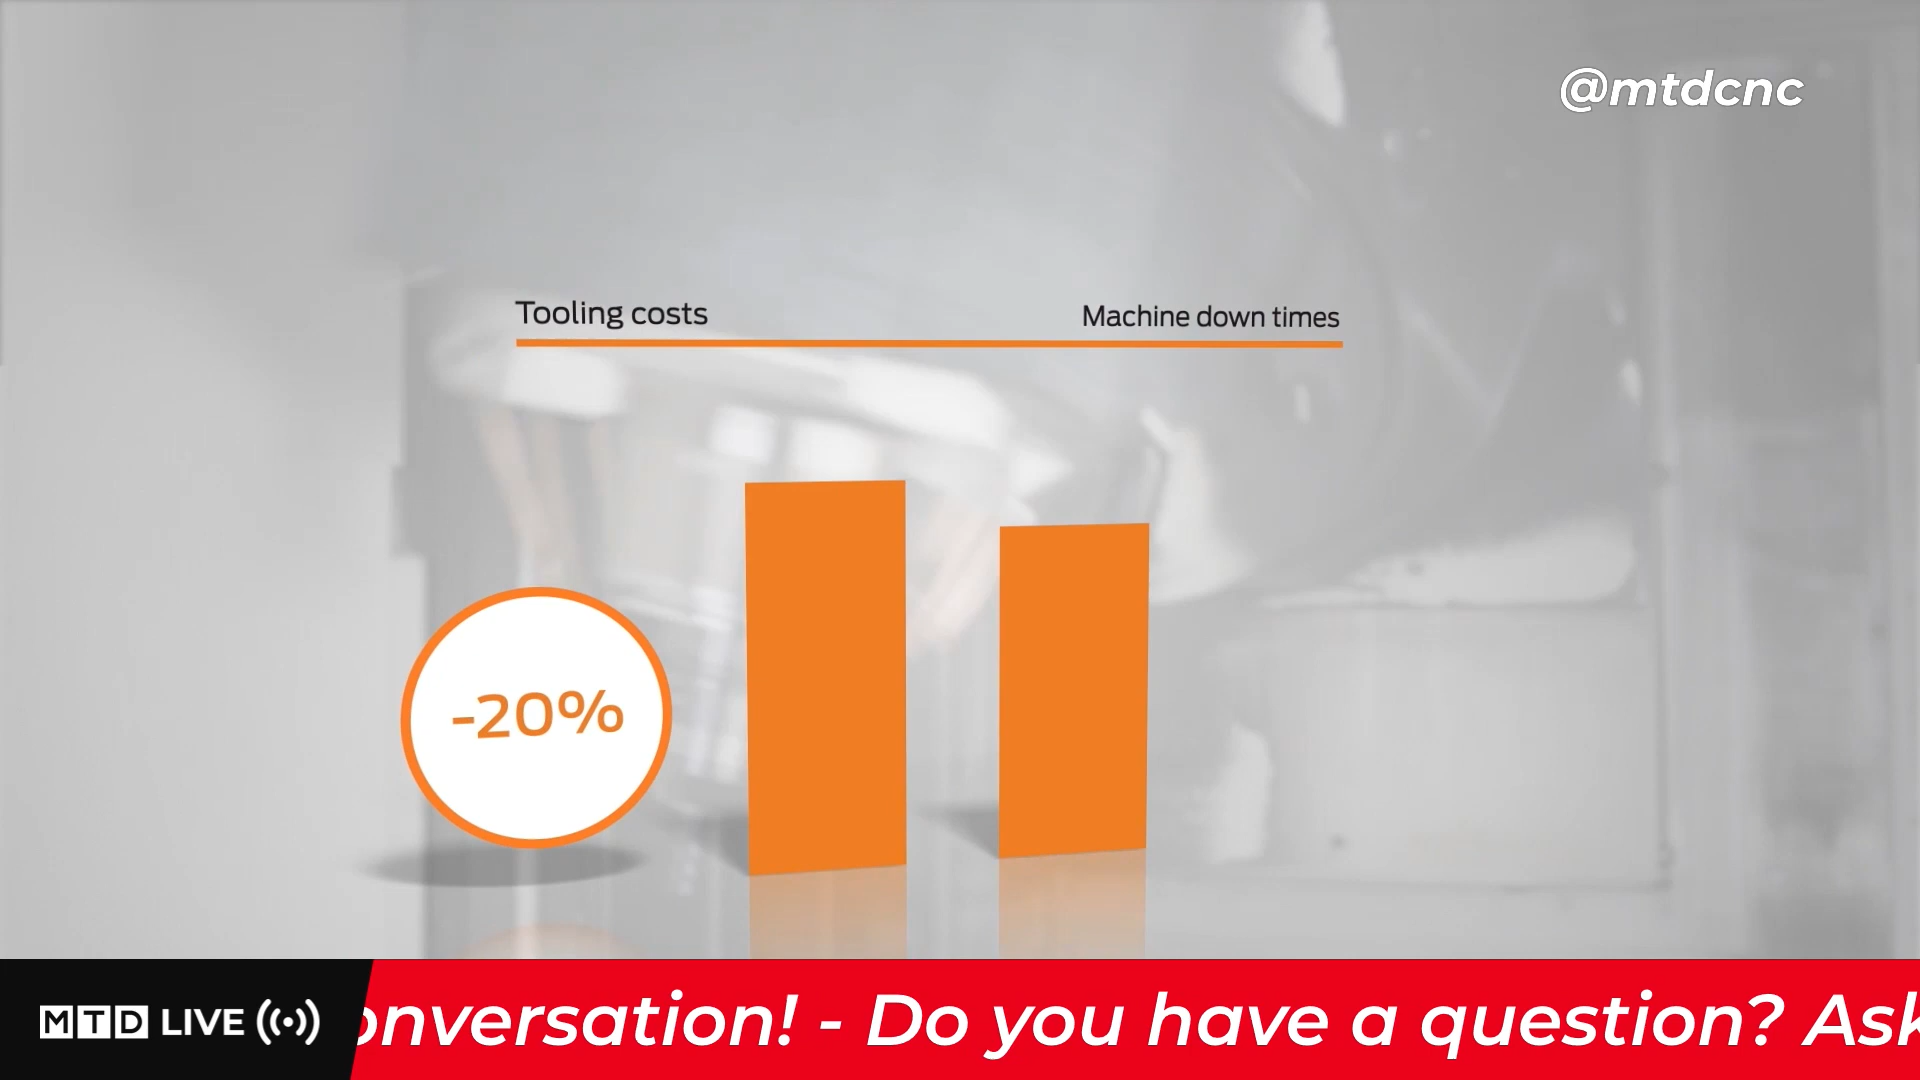 @mtdcnc
Tooling costs
Machine down times
-20%
MTD LIVE
onversation! - Do you have a question? Ask